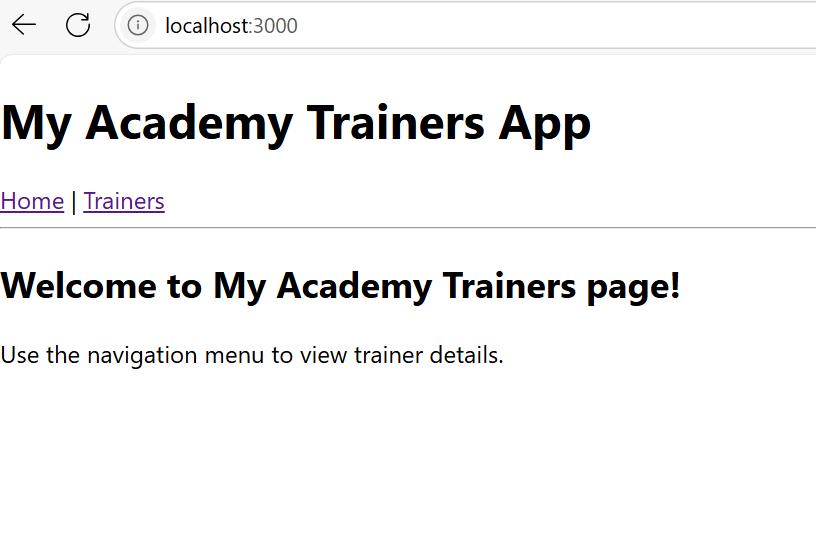 localhost:3000
My Academy Trainers App
Home | Trainers
Welcome to My Academy Trainers page!
Use the navigation menu to view trainer details.